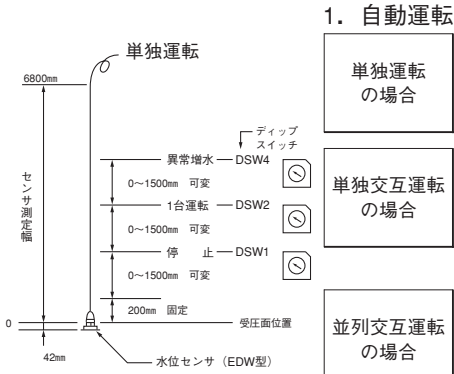 単独運転
6800mm
センサ測定幅
ディップ
スイッチ
異常増水 DSW4
0～1500mm 可変
1台運転 DSW2
0～1500mm 可変
停 止 DSW1
0～1500mm 可変
200mm 固定
0
受圧面位置
42mm
水位センサ（EDW型）
1. 自動運転
単独運転
の場合
単独交互運転
の場合
並列交互運転
の場合